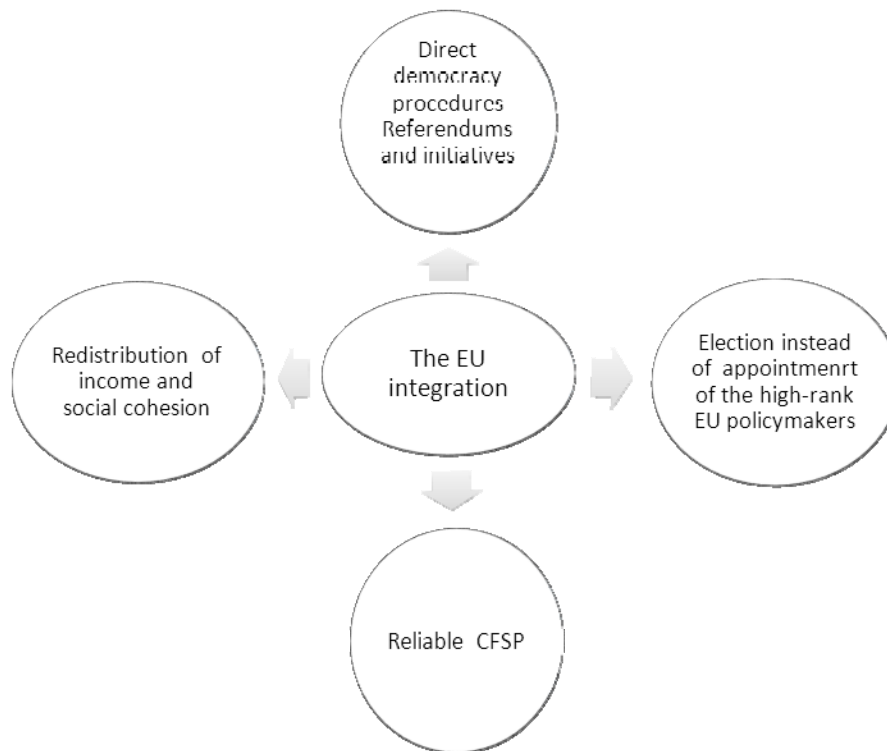 Direct
democracy
procedures
Referendums
and initiatives
Redistribution of
income and
social cohesion
The EU
integration
Election instead
of appointmenrt
of the high-rank
EU policymakers
Reliable CFSP